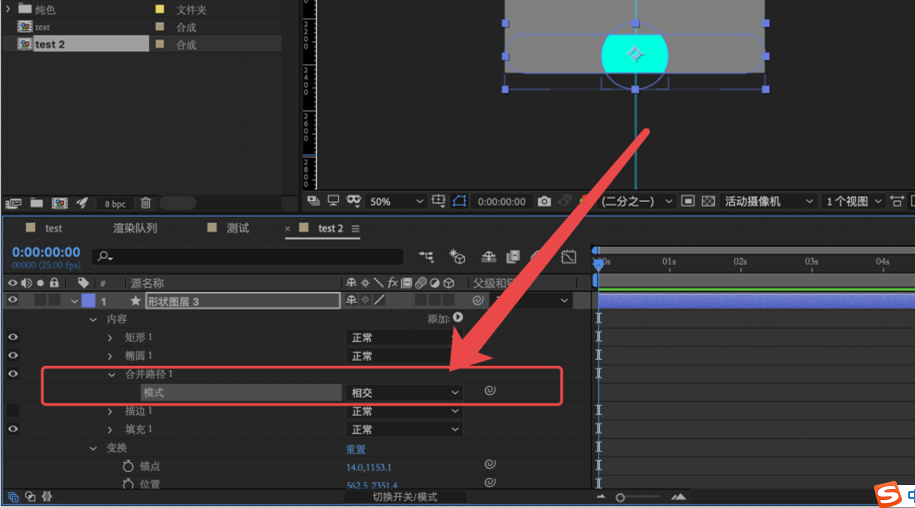 纯色 文件夹
test 合成
test 2 合成
2200
2400
2600
2800
8 bpc
50% 0:00:00:00 (二分之一) 活动摄像机 1 个视图
test 渲染队列 测试 × test 2
0:00:00:00
00000 (25.00 fps)
00s 01s 02s 03s 04s
# 源名称 fx
1 形状图层 3
内容 添加:
矩形 1 正常
椭圆 1 正常
合并路径 1
模式 相交
描边 1 正常
填充 1 正常
变换 重置
锚点 14.0,1153.1
位置 562.5,2351.4
切换开关/模式
S